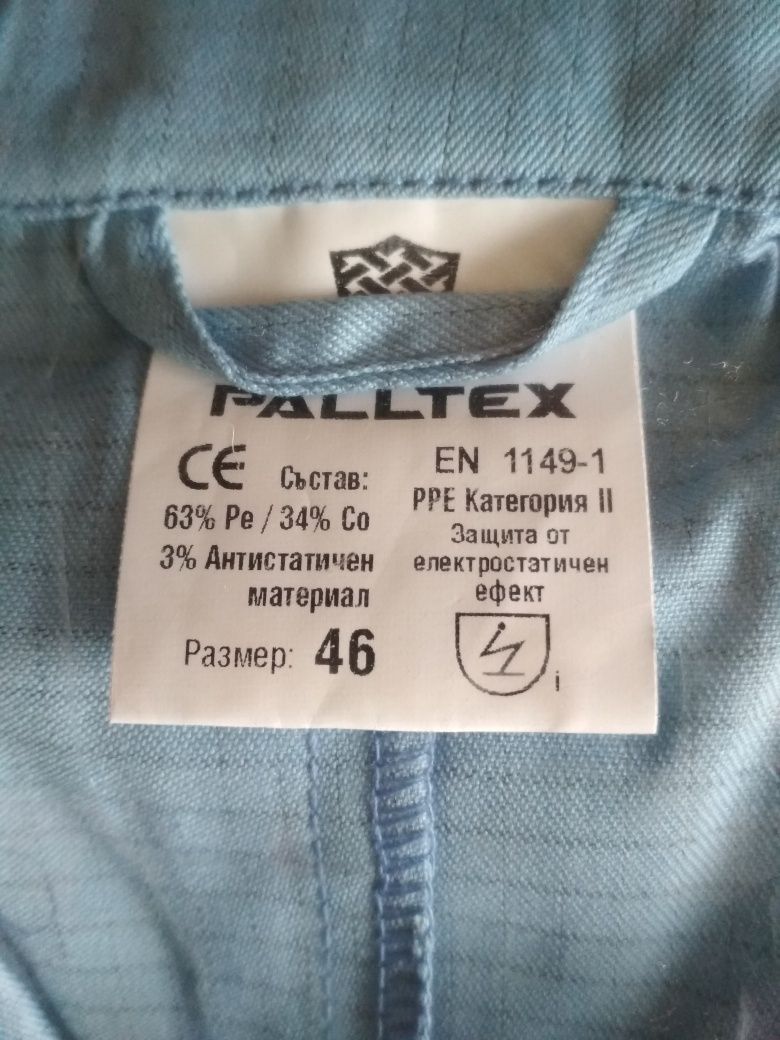 PALLTEX
CE Състав:
63% Pe / 34% Co
3% Антистатичен
материал
Размер: 46
EN 1149-1
PPE Категория II
Защита от
електростатичен
ефект
i